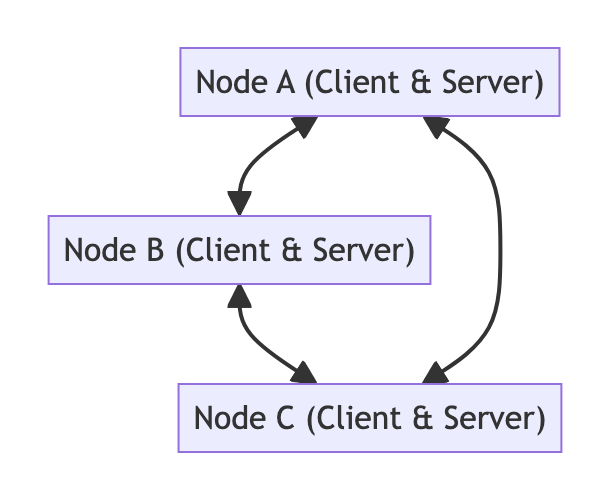 Node A (Client & Server)
Node B (Client & Server)
Node C (Client & Server)